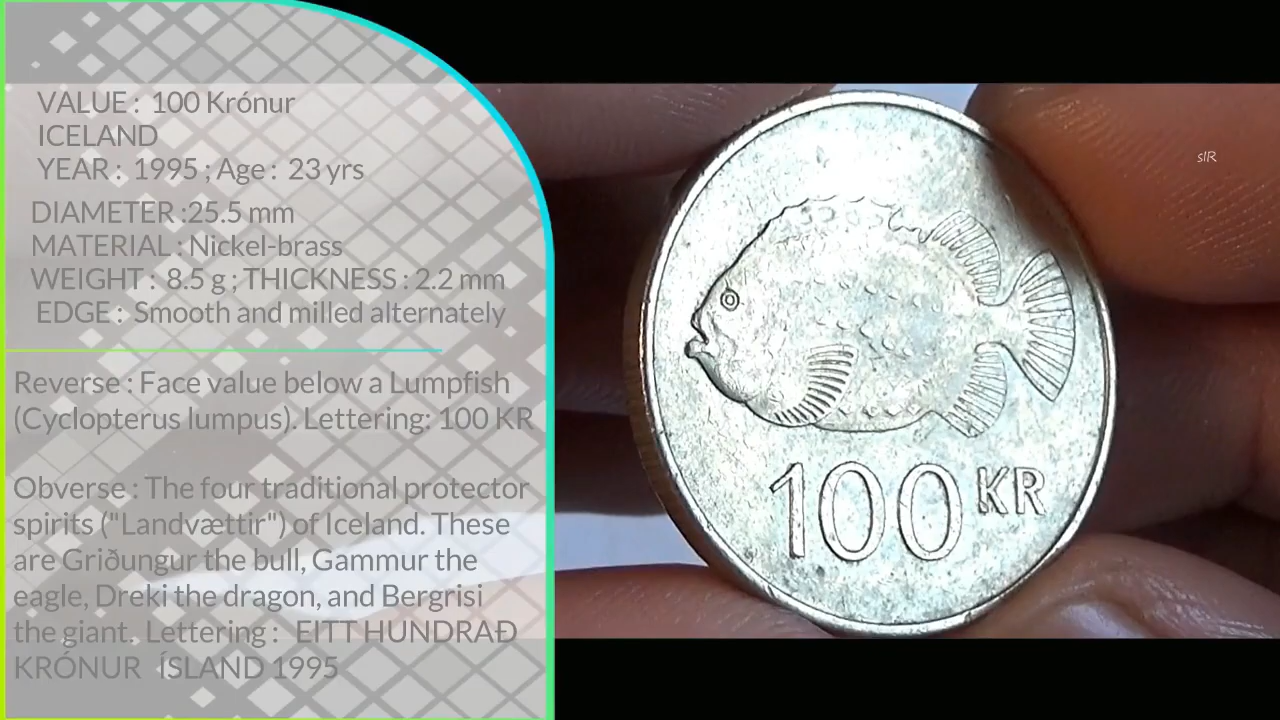 VALUE : 100 Krónur
ICELAND
YEAR : 1995 ; Age : 23 yrs
DIAMETER :25.5 mm
MATERIAL : Nickel-brass
WEIGHT : 8.5 g ; THICKNESS : 2.2 mm
EDGE : Smooth and milled alternately
Reverse : Face value below a Lumpfish
(Cyclopterus lumpus). Lettering: 100 KR
Obverse : The four traditional protector
spirits ("Landvættir") of Iceland. These
are Griðungur the bull, Gammur the
eagle, Dreki the dragon, and Bergrisi
the giant. Lettering : EITT HUNDRAÐ
KRÓNUR ÍSLAND 1995
sIR
100 KR